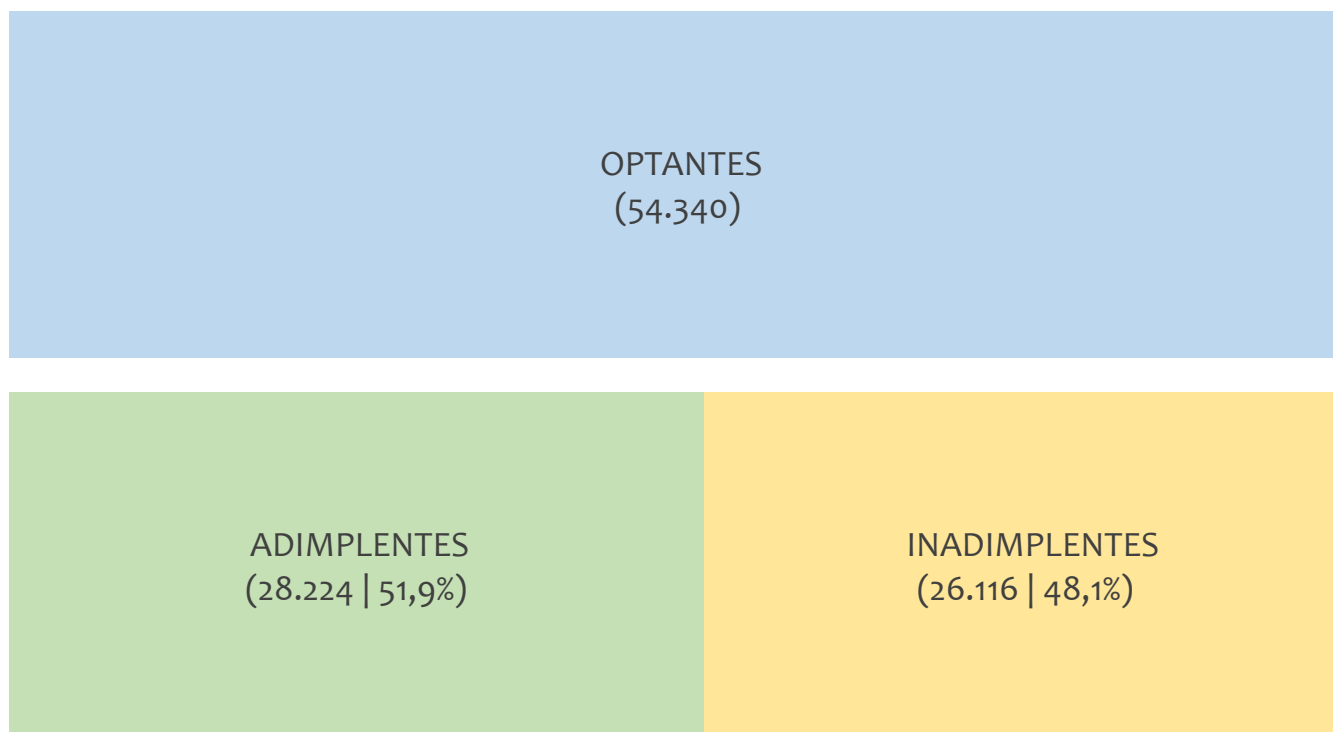 OPTANTES
(54.340)
ADIMPLENTES
(28.224 | 51,9%)
INADIMPLENTES
(26.116 | 48,1%)